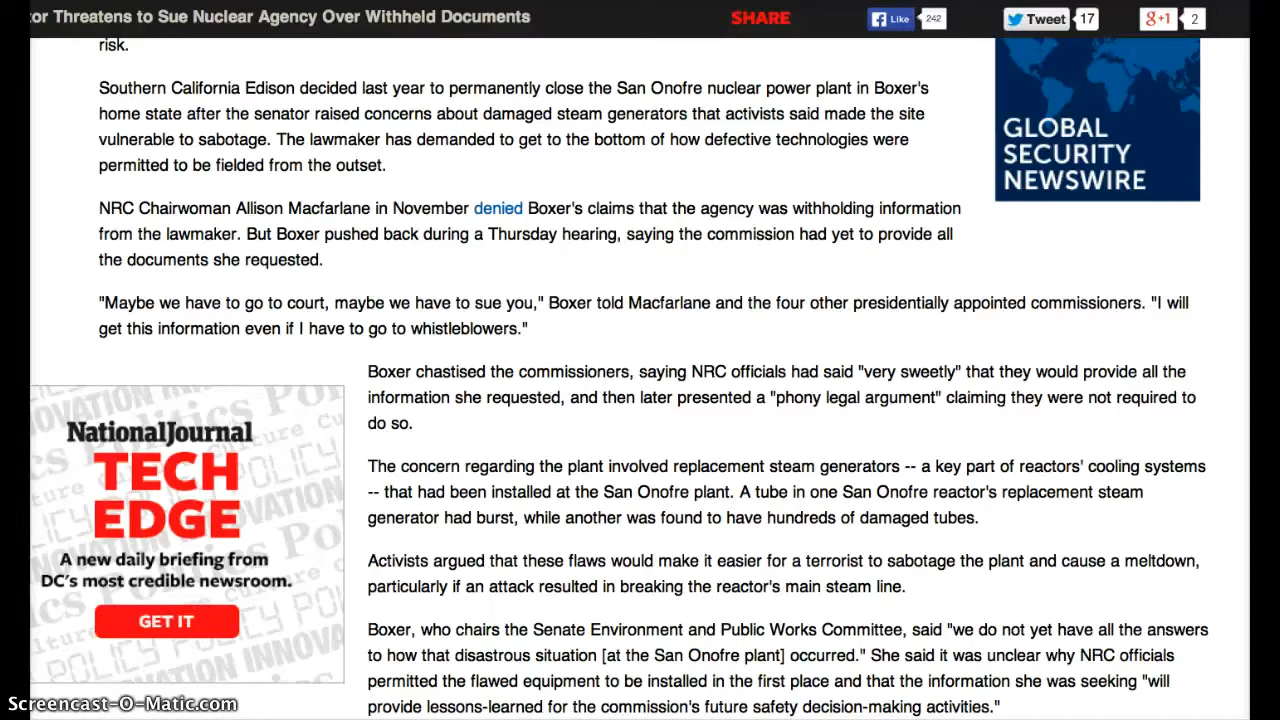 or Threatens to Sue Nuclear Agency Over Withheld Documents
SHARE
Like 242
Tweet 17
g+1 2
risk.
Southern California Edison decided last year to permanently close the San Onofre nuclear power plant in Boxer's
home state after the senator raised concerns about damaged steam generators that activists said made the site
vulnerable to sabotage. The lawmaker has demanded to get to the bottom of how defective technologies were
permitted to be fielded from the outset.
GLOBAL
SECURITY
NEWSWIRE
NRC Chairwoman Allison Macfarlane in November denied Boxer's claims that the agency was withholding information
from the lawmaker. But Boxer pushed back during a Thursday hearing, saying the commission had yet to provide all
the documents she requested.
"Maybe we have to go to court, maybe we have to sue you," Boxer told Macfarlane and the four other presidentially appointed commissioners. "I will
get this information even if I have to go to whistleblowers."
Boxer chastised the commissioners, saying NRC officials had said "very sweetly" that they would provide all the
information she requested, and then later presented a "phony legal argument" claiming they were not required to
do so.
The concern regarding the plant involved replacement steam generators -- a key part of reactors' cooling systems
-- that had been installed at the San Onofre plant. A tube in one San Onofre reactor's replacement steam
generator had burst, while another was found to have hundreds of damaged tubes.
Activists argued that these flaws would make it easier for a terrorist to sabotage the plant and cause a meltdown,
particularly if an attack resulted in breaking the reactor's main steam line.
Boxer, who chairs the Senate Environment and Public Works Committee, said "we do not yet have all the answers
to how that disastrous situation [at the San Onofre plant] occurred." She said it was unclear why NRC officials
permitted the flawed equipment to be installed in the first place and that the information she was seeking "will
provide lessons-learned for the commission's future safety decision-making activities."
NationalJournal
TECH
EDGE
A new daily briefing from
DC's most credible newsroom.
GET IT
Screencast-O-Matic.com